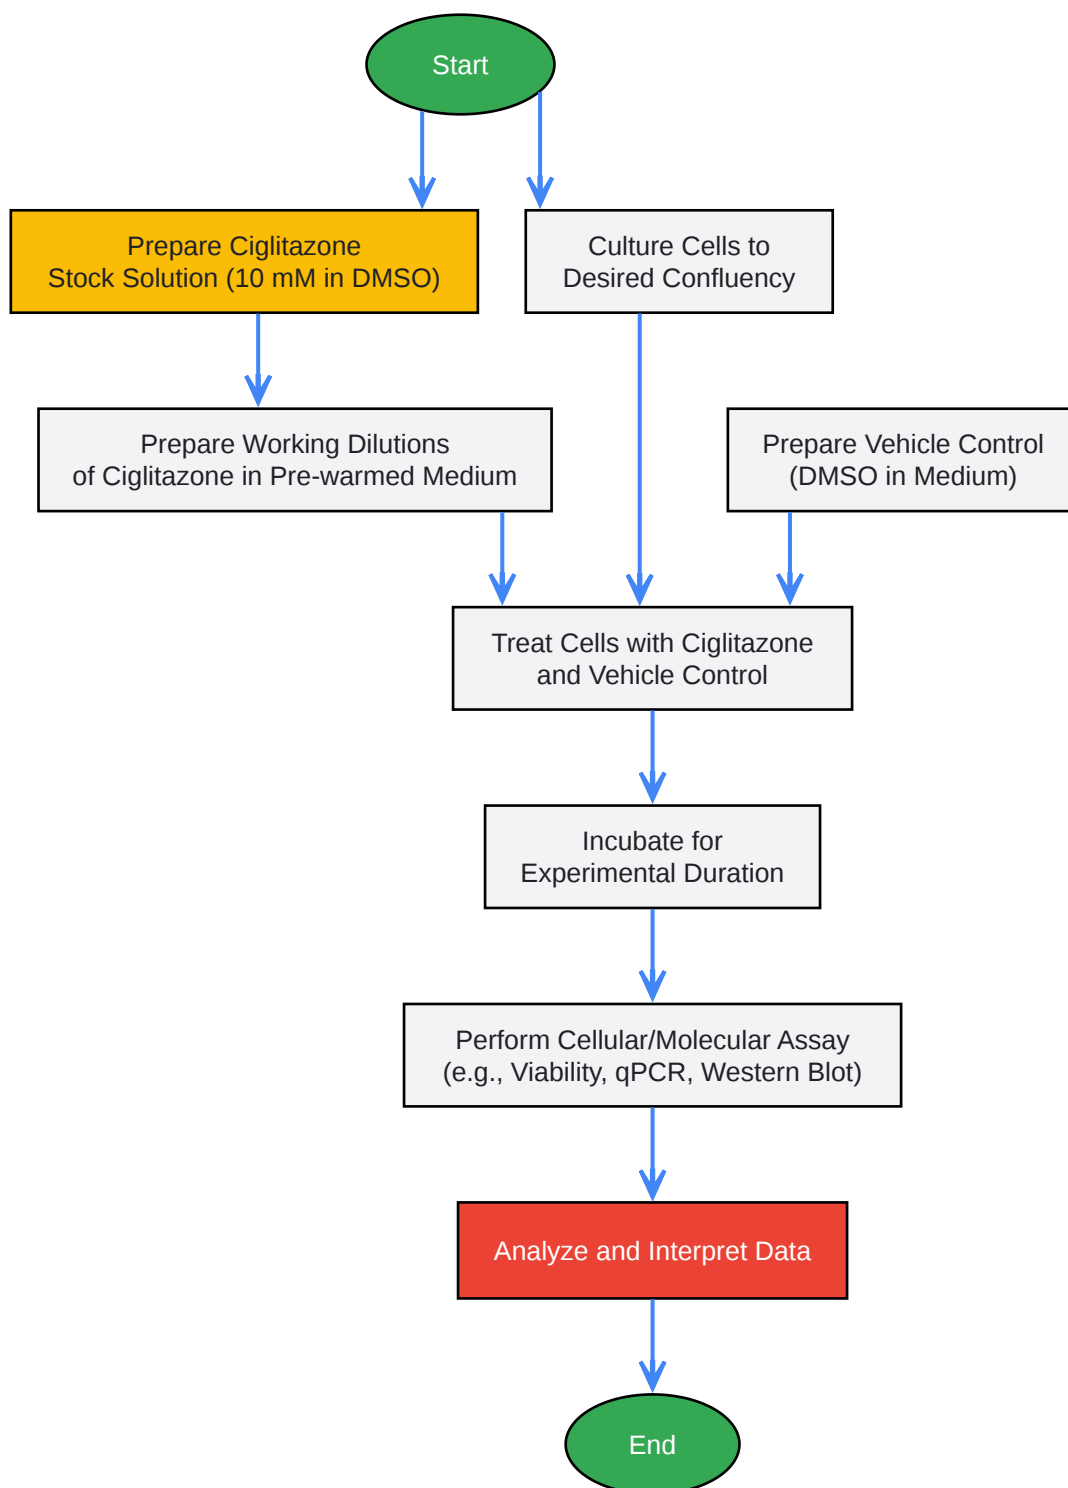 Start
Prepare Ciglitazone
Stock Solution (10 mM in DMSO)
Culture Cells to
Desired Confluency
Prepare Working Dilutions
of Ciglitazone in Pre-warmed Medium
Prepare Vehicle Control
(DMSO in Medium)
Treat Cells with Ciglitazone
and Vehicle Control
Incubate for
Experimental Duration
Perform Cellular/Molecular Assay
(e.g., Viability, qPCR, Western Blot)
Analyze and Interpret Data
End